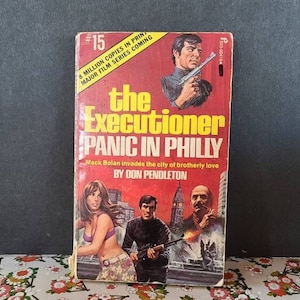 #15
4 MILLION COPIES IN PRINT
MAJOR FILM SERIES COMING
the
Executioner
PANIC IN PHILLY
Mack Bolan invades the city of brotherly love
BY DON PENDLETON